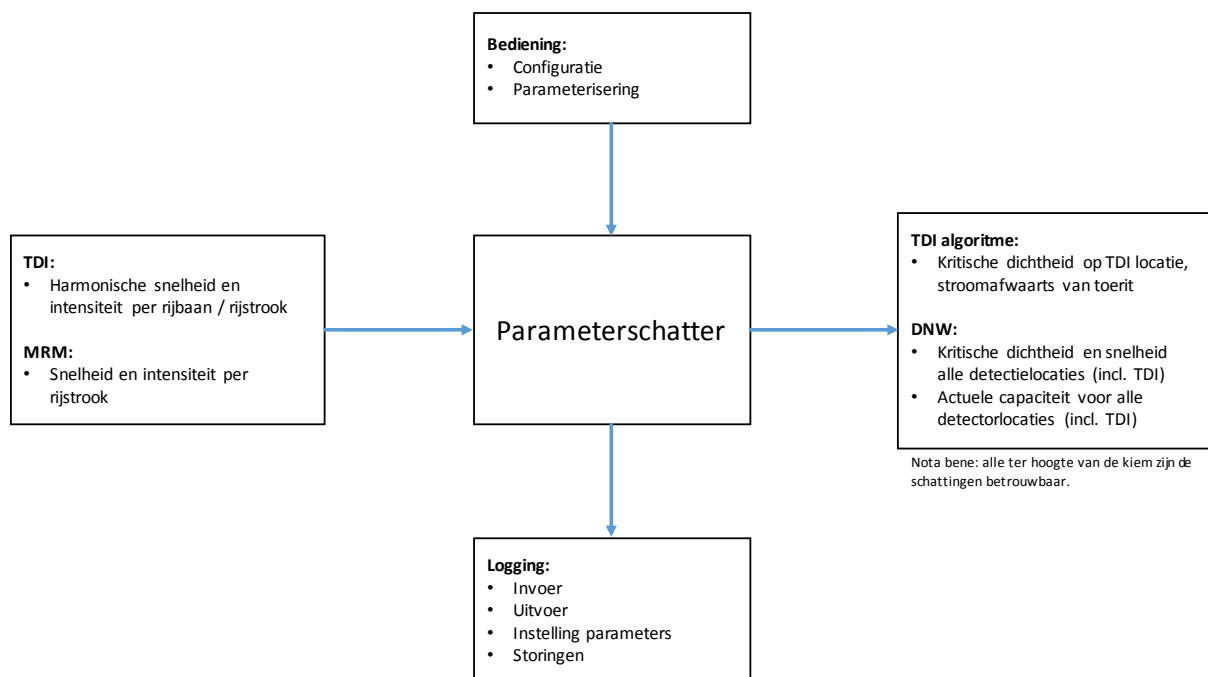 Bediening:
• Configuratie
• Parameterisering
TDI:
• Harmonische snelheid en
intensiteit per rijbaan / rijstrook
MRM:
• Snelheid en intensiteit per
rijstrook
Parameterschatter
TDI algoritme:
• Kritische dichtheid op TDI locatie,
stroomafwaarts van toerit
DNW:
• Kritische dichtheid en snelheid
alle detectielocaties (incl. TDI)
• Actuele capaciteit voor alle
detectorlocaties (incl. TDI)
Nota bene: alle ter hoogte van de kiem zijn de
schattingen betrouwbaar.
Logging:
• Invoer
• Uitvoer
• Instelling parameters
• Storingen